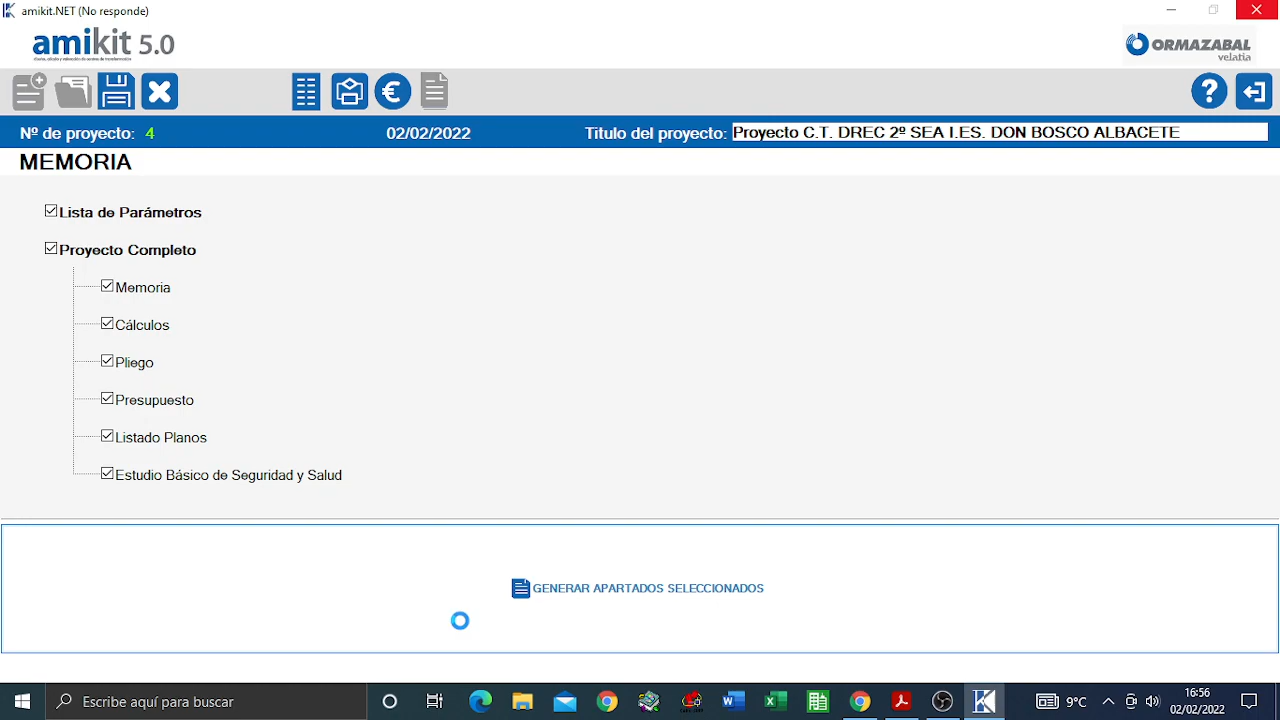 amikit.NET (No responde)
amikit 5.0
ORMAZABAL
velatia
Nº de proyecto: 4
02/02/2022
Titulo del proyecto: Proyecto C.T. DREC 2º SEA I.ES. DON BOSCO ALBACETE
MEMORIA
Lista de Parámetros
Proyecto Completo
Memoria
Cálculos
Pliego
Presupuesto
Listado Planos
Estudio Básico de Seguridad y Salud
GENERAR APARTADOS SELECCIONADOS
Escribe aquí para buscar
9°C
16:56
02/02/2022